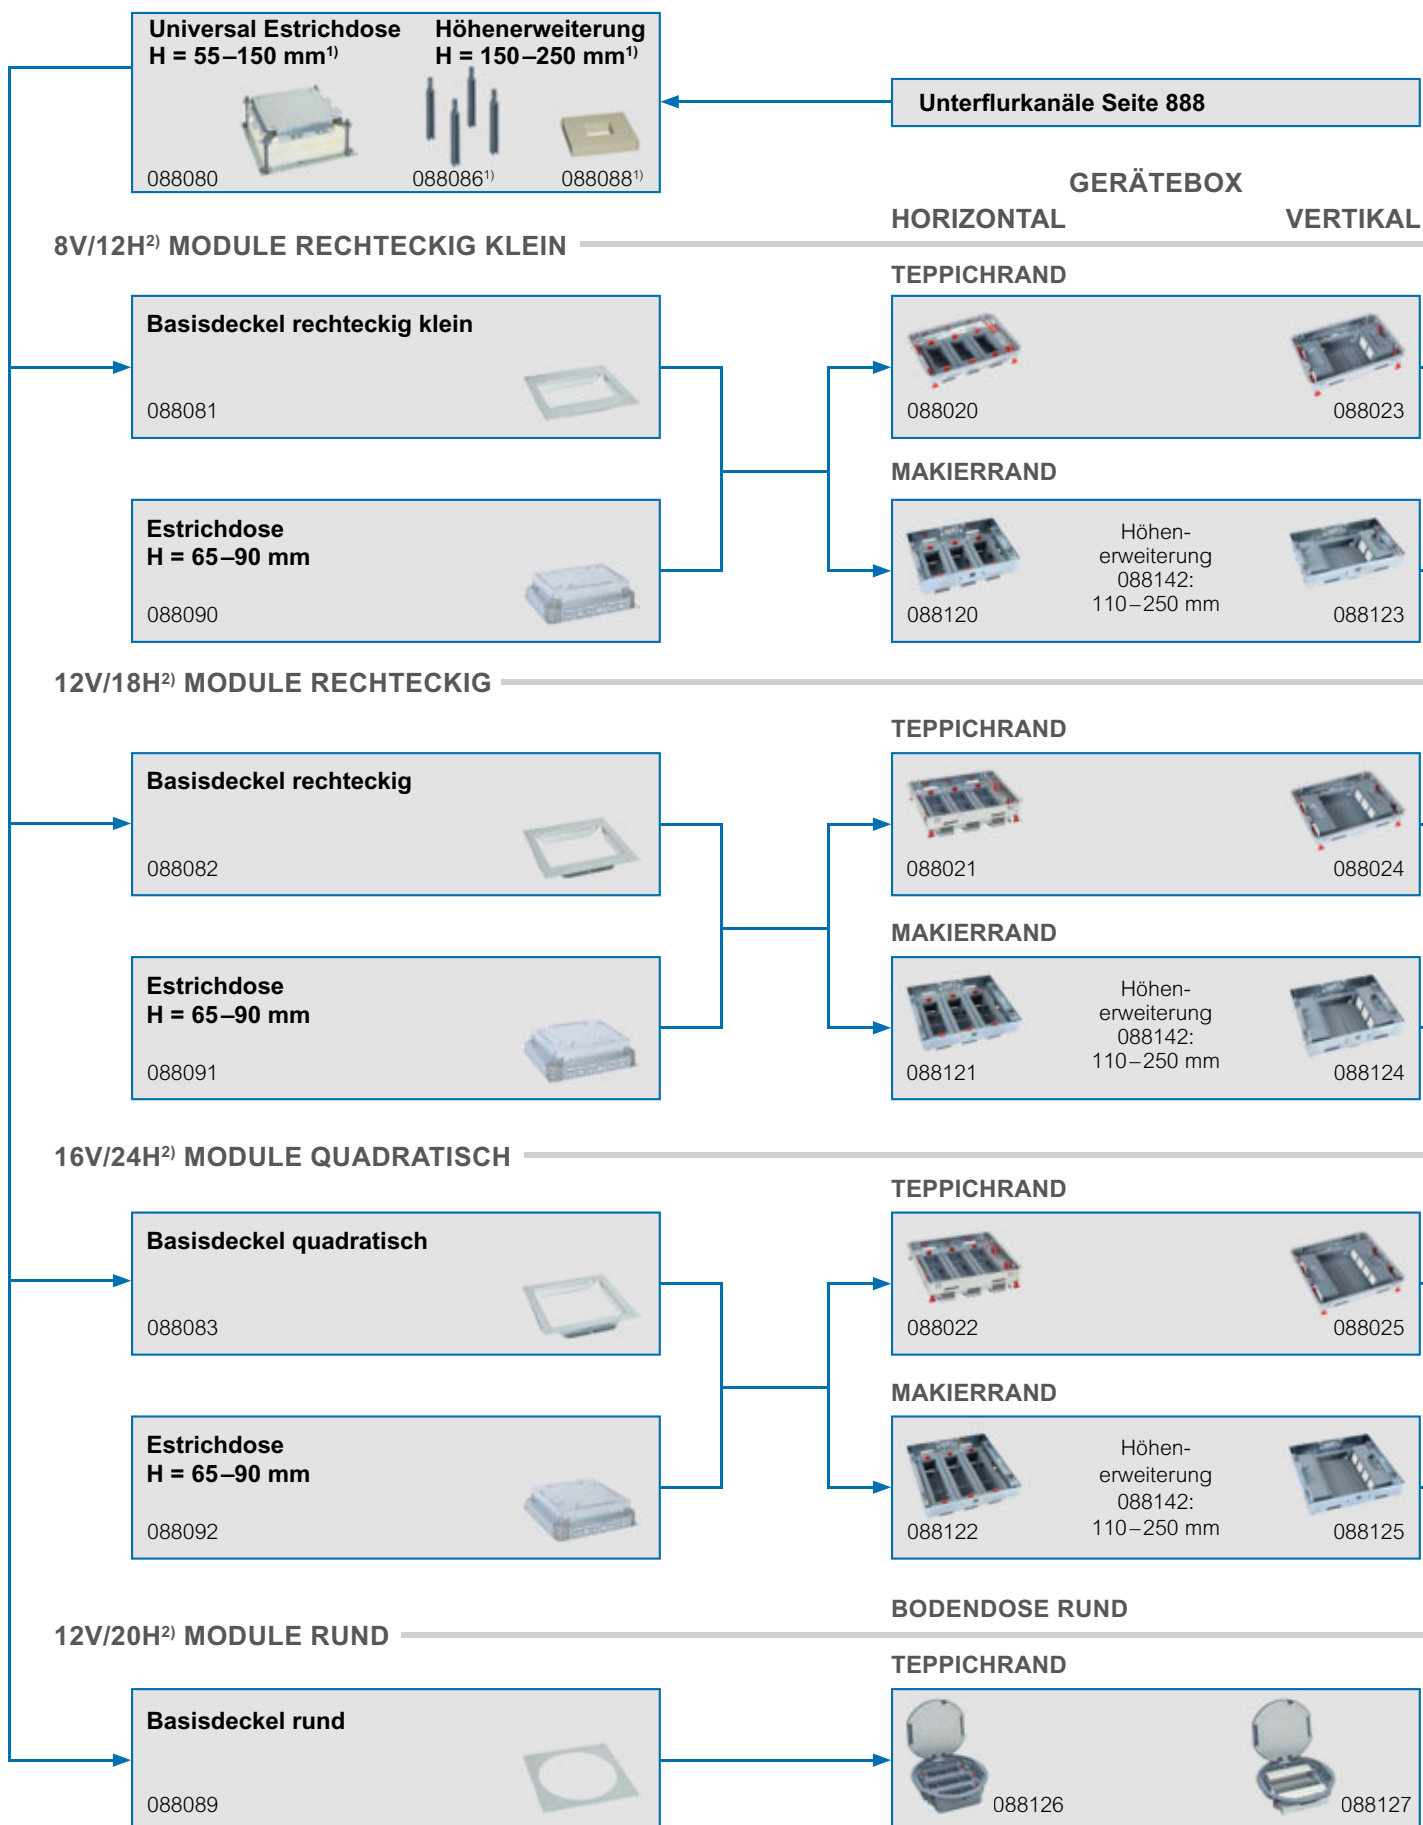 Universal Estrichdose
H = 55–150 mm¹⁾
Höhenerweiterung
H = 150–250 mm¹⁾
088080
088086¹⁾
088088¹⁾
Unterflurkanäle Seite 888
GERÄTEBOX
HORIZONTAL
VERTIKAL
8V/12H²⁾ MODULE RECHTECKIG KLEIN
TEPPICHRAND
Basisdeckel rechteckig klein
088081
088020
088023
MAKIERRAND
Estrichdose
H = 65–90 mm
088090
088120
Höhen-
erweiterung
088142:
110–250 mm
088123
12V/18H²⁾ MODULE RECHTECKIG
TEPPICHRAND
Basisdeckel rechteckig
088082
088021
088024
MAKIERRAND
Estrichdose
H = 65–90 mm
088091
088121
Höhen-
erweiterung
088142:
110–250 mm
088124
16V/24H²⁾ MODULE QUADRATISCH
TEPPICHRAND
Basisdeckel quadratisch
088083
088022
088025
MAKIERRAND
Estrichdose
H = 65–90 mm
088092
088122
Höhen-
erweiterung
088142:
110–250 mm
088125
BODENDOSE RUND
12V/20H²⁾ MODULE RUND
TEPPICHRAND
Basisdeckel rund
088089
088126
088127